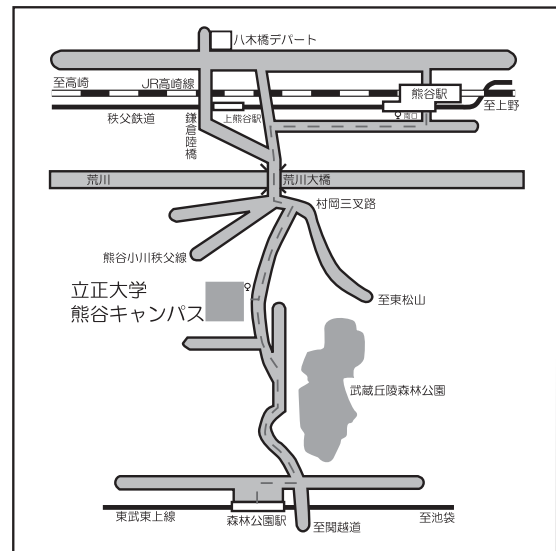 八木橋デパート
至高崎
JR高崎線
熊谷駅
至上野
秩父鉄道
鎌倉陸橋
上熊谷駅
南口
荒川
荒川大橋
村岡三叉路
熊谷小川秩父線
立正大学
熊谷キャンパス
至東松山
武蔵丘陵森林公園
東武東上線
森林公園駅
至関越道
至池袋